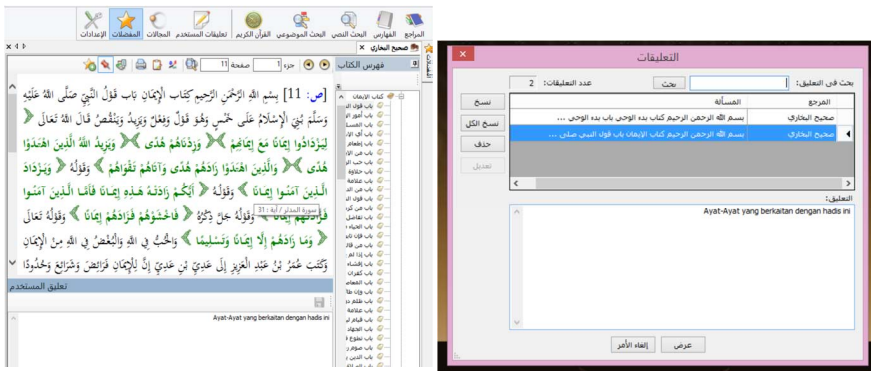 المراجع الفهارس البحث النصي البحث الموضوعي القرآن الكريم تعليقات المستخدم المجالات المفضلات الإعدادات
صحيح البخاري
فهرس الكتاب جزء 1 صفحة 11
كتاب الإيمان
[ص: 11] بِسْمِ اللَّهِ الرَّحْمَنِ الرَّحِيمِ كِتَاب الْإِيمَانِ بَاب قَوْلُ النَّبِيِّ صَلَّى اللَّهُ عَلَيْهِ
وَسَلَّمَ بُنِيَ الْإِسْلَامُ عَلَى خَمْسٍ وَهُوَ قَوْلٌ وَفِعْلٌ وَيَزِيدُ وَيَنْقُصُ قَالَ اللَّهُ تَعَالَى ﴿
لِيَزْدَادُوا إِيمَانًا مَعَ إِيمَانِهِمْ ﴾ ﴿ وَزِدْنَاهُمْ هُدًى ﴾ ﴿ وَيَزِيدُ اللَّهُ الَّذِينَ اهْتَدَوْا
هُدًى ﴾ ﴿ وَالَّذِينَ اهْتَدَوْا زَادَهُمْ هُدًى وَآتَاهُمْ تَقْوَاهُمْ ﴾ وَقَوْلُهُ ﴿ وَيَزْدَادَ
الَّذِينَ آمَنُوا إِيمَانًا ﴾ وَقَوْلُهُ ﴿ أَيُّكُمْ زَادَتْهُ هَذِهِ إِيمَانًا فَأَمَّا الَّذِينَ آمَنُوا
فَزَادَتْهُمْ إِيمَانًا ﴾ وَقَوْلُهُ جَلَّ ذِكْرُهُ ﴿ فَاخْشَوْهُمْ فَزَادَهُمْ إِيمَانًا ﴾ وَقَوْلُهُ تَعَالَى
سورة المدثر / آية : 31
﴿ وَمَا زَادَهُمْ إِلَّا إِيمَانًا وَتَسْلِيمًا ﴾ وَالْحُبُّ فِي اللَّهِ وَالْبُغْضُ فِي اللَّهِ مِنْ الْإِيمَانِ
وَكَتَبَ عُمَرُ بْنُ عَبْدِ الْعَزِيزِ إِلَى عَدِيِّ بْنِ عَدِيٍّ إِنَّ لِلْإِيمَانِ فَرَائِضَ وَشَرَائِعَ وَحُدُودًا
تعليق المستخدم
Ayat-Ayat yang berkaitan dengan hadis ini
التعليقات
بحث في التعليق: بحث عدد التعليقات: 2
المرجع المسألة
صحيح البخاري بسم الله الرحمن الرحيم كتاب بدء الوحي باب بدء الوحي ...
صحيح البخاري بسم الله الرحمن الرحيم كتاب الإيمان باب قول النبي صلى ...
نسخ
نسخ الكل
حذف
تعديل
التعليق:
Ayat-Ayat yang berkaitan dengan hadis ini
عرض إلغاء الأمر